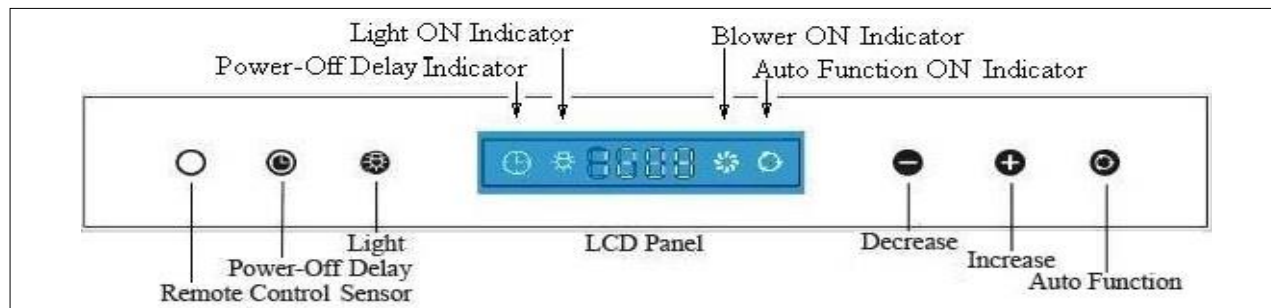 Light ON Indicator
Blower ON Indicator
Power-Off Delay Indicator
Auto Function ON Indicator
Light
LCD Panel
Decrease
Power-Off Delay
Increase
Remote Control Sensor
Auto Function